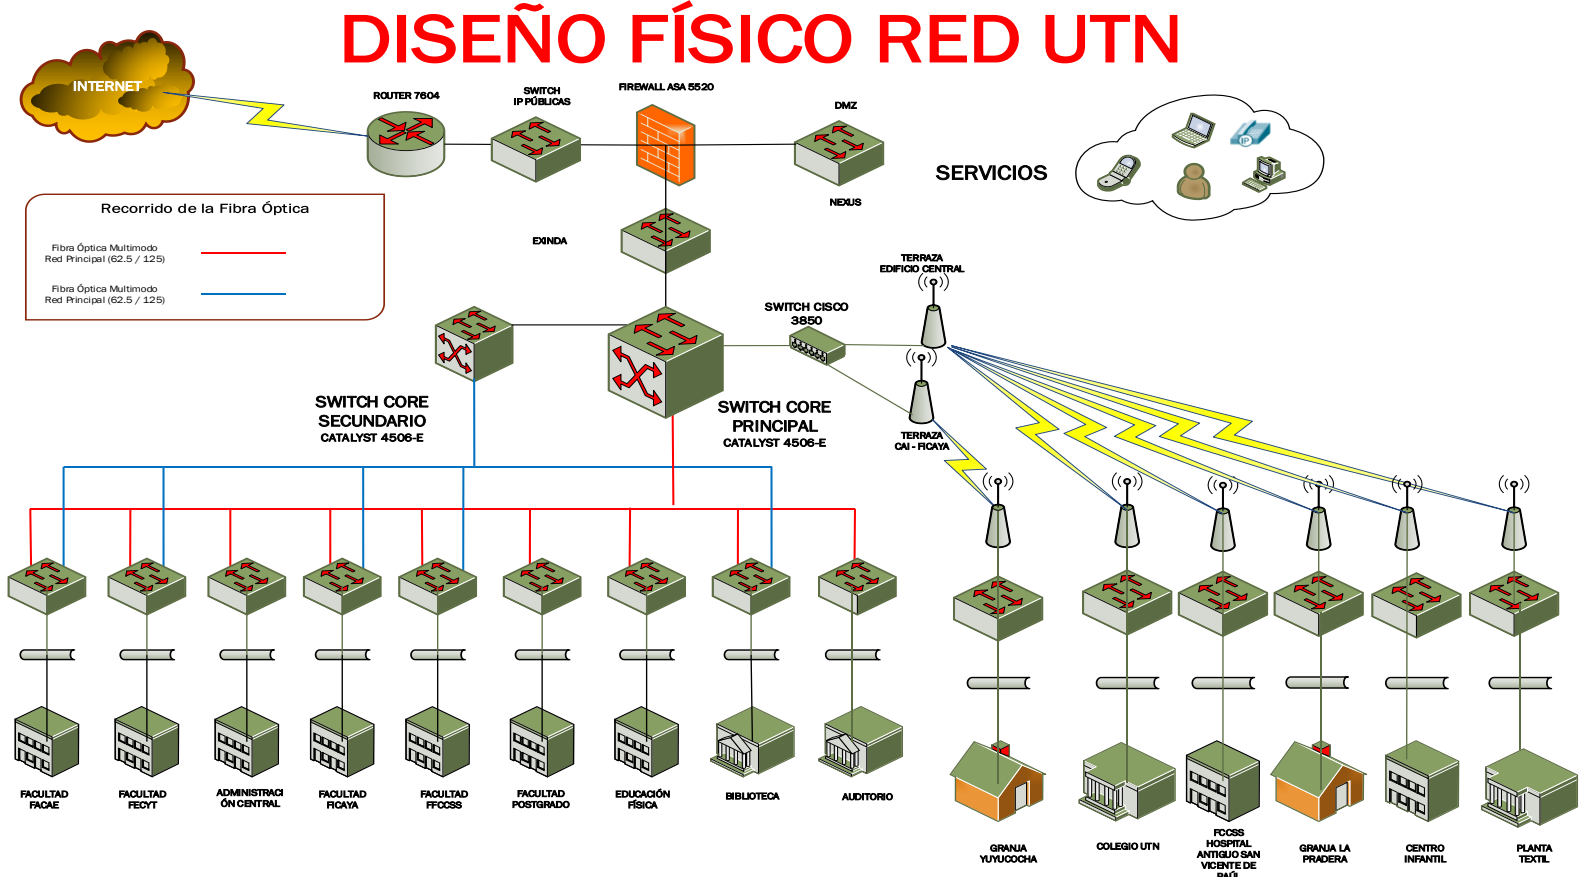 DISEÑO FÍSICO RED UTN
INTERNET
ROUTER 7604
SWITCH
IP PÚBLICAS
FIREWALL ASA 5520
DMZ
NEXUS
SERVICIOS
IP
Recorrido de la Fibra Óptica
Fibra Óptica Multimodo
Red Principal (62.5 / 125)
Fibra Óptica Multimodo
Red Principal (62.5 / 125)
EXINDA
TERRAZA
EDIFICIO CENTRAL
SWITCH CISCO
3850
SWITCH CORE
SECUNDARIO
CATALYST 4506-E
SWITCH CORE
PRINCIPAL
CATALYST 4506-E
TERRAZA
CAI - FICAYA
FACULTAD
FACAE
FACULTAD
FECYT
ADMINISTRACI
ÓN CENTRAL
FACULTAD
FICAYA
FACULTAD
FFCCSS
FACULTAD
POSTGRADO
EDUCACIÓN
FÍSICA
BIBLIOTECA
AUDITORIO
GRANJA
YUYUCOCHA
COLEGIO UTN
FCCSS
HOSPITAL
ANTIGUO SAN
VICENTE DE
PAÚL
GRANJA LA
PRADERA
CENTRO
INFANTIL
PLANTA
TEXTIL